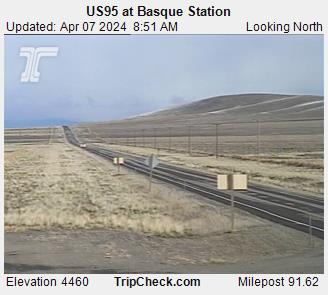 US95 at Basque Station
Updated: Apr 07 2024 8:51 AM Looking North
Elevation 4460 TripCheck.com Milepost 91.62